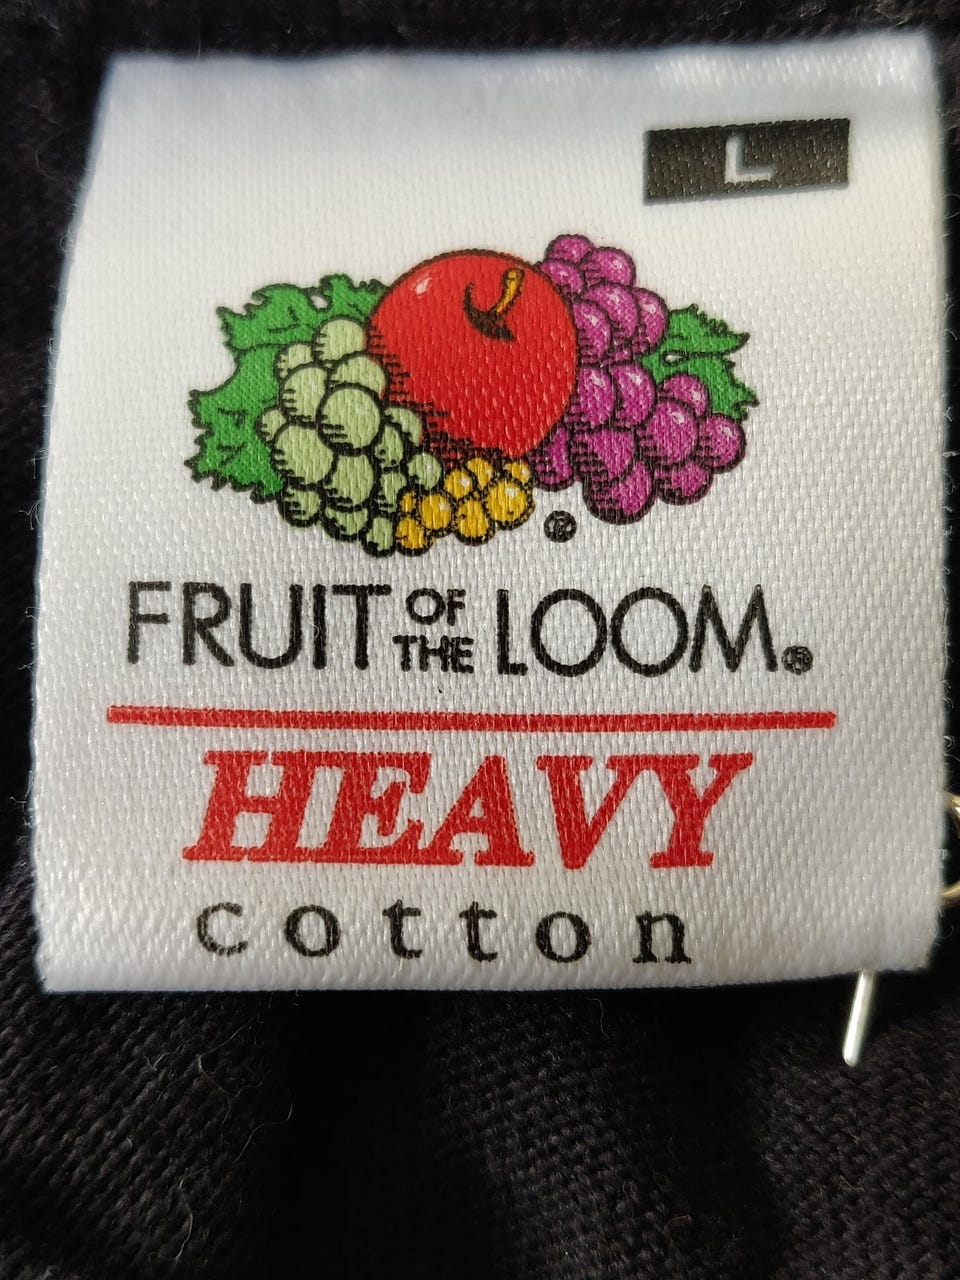 L
®
FRUIT OF THE LOOM®
HEAVY
cotton